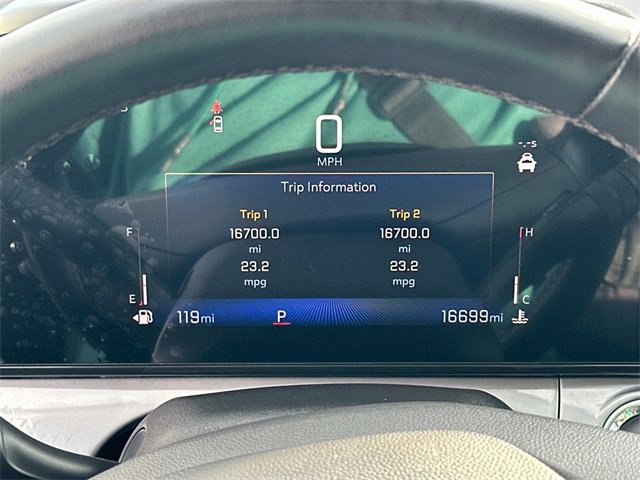 0
MPH
-.-s
Trip Information
Trip 1 Trip 2
16700.0 16700.0
mi mi
23.2 23.2
mpg mpg
F H
E C
119mi P 16699mi